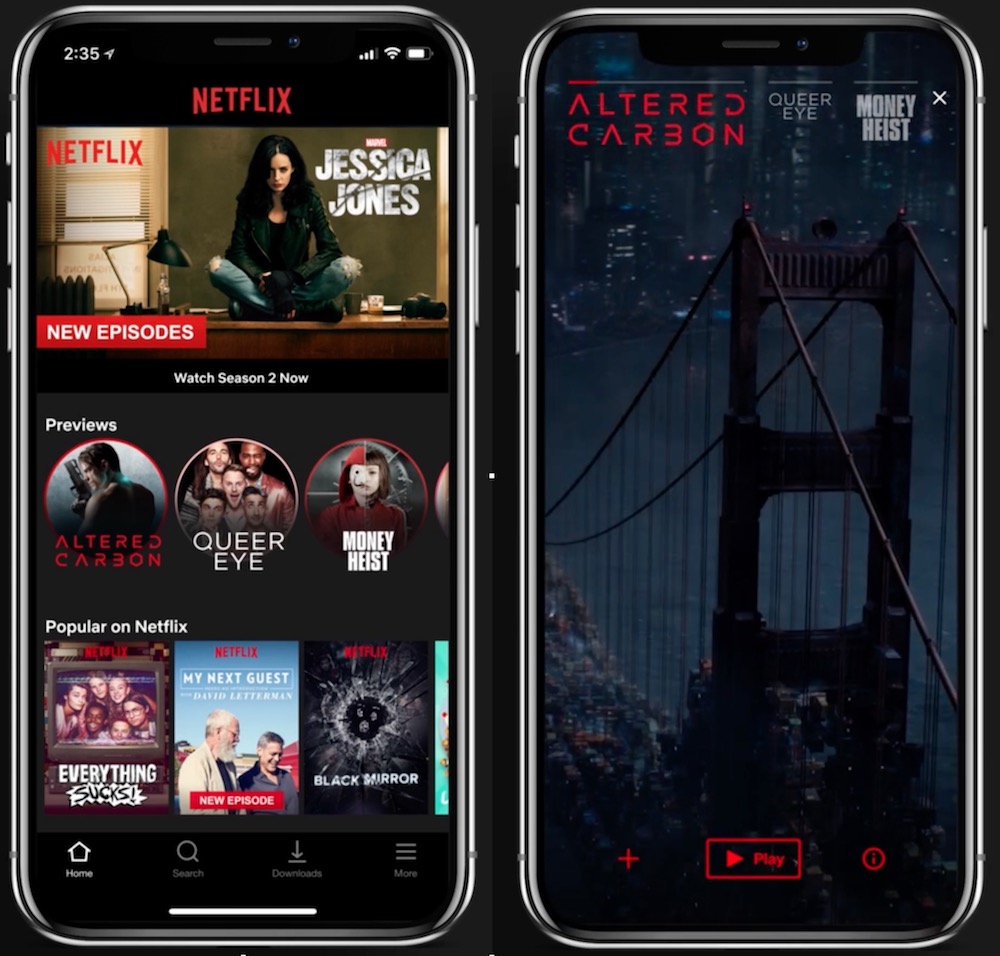 2:35
NETFLIX
NETFLIX
MARVEL
JESSICA
JONES
NEW EPISODES
Watch Season 2 Now
Previews
ALTERED
CARBON
QUEER
EYE
MONEY
HEIST
Popular on Netflix
NETFLIX
EVERYTHING
SUCKS!
NETFLIX
MY NEXT GUEST
DAVID LETTERMAN
NEW EPISODE
NETFLIX
BLACK MIRROR
Home
Search
Downloads
More
ALTERED
CARBON
QUEER
EYE
MONEY
HEIST
Play